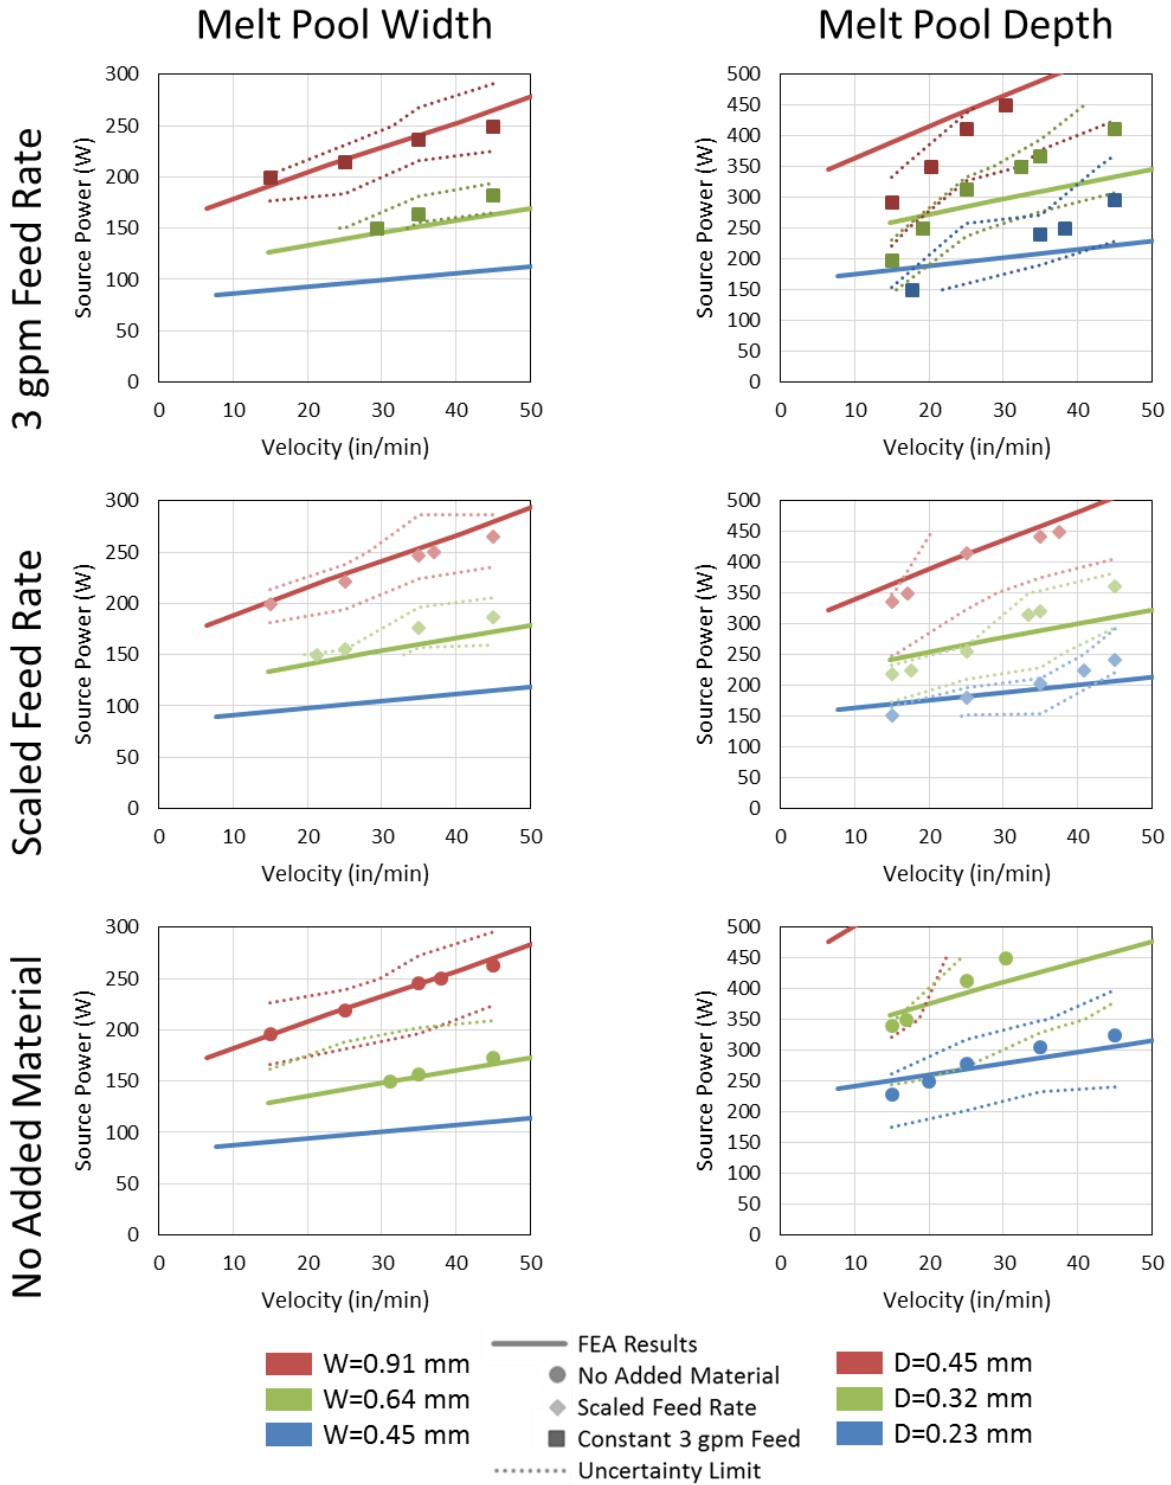 Melt Pool Width
Melt Pool Depth
3 gpm Feed Rate
Source Power (W)
300
250
200
150
100
50
0
0 10 20 30 40 50
Velocity (in/min)
Source Power (W)
500
450
400
350
300
250
200
150
100
50
0
0 10 20 30 40 50
Velocity (in/min)
Scaled Feed Rate
Source Power (W)
300
250
200
150
100
50
0
0 10 20 30 40 50
Velocity (in/min)
Source Power (W)
500
450
400
350
300
250
200
150
100
50
0
0 10 20 30 40 50
Velocity (in/min)
No Added Material
Source Power (W)
300
250
200
150
100
50
0
0 10 20 30 40 50
Velocity (in/min)
Source Power (W)
500
450
400
350
300
250
200
150
100
50
0
0 10 20 30 40 50
Velocity (in/min)
W=0.91 mm
W=0.64 mm
W=0.45 mm
FEA Results
No Added Material
Scaled Feed Rate
Constant 3 gpm Feed
Uncertainty Limit
D=0.45 mm
D=0.32 mm
D=0.23 mm